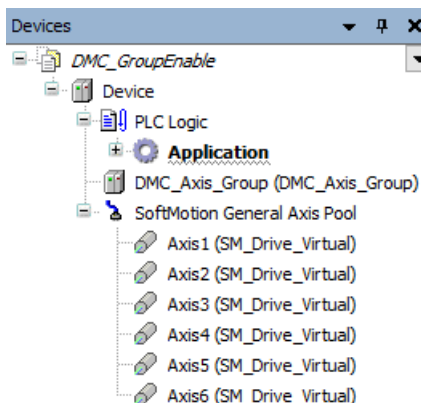 Devices
DMC_GroupEnable
Device
PLC Logic
Application
DMC_Axis_Group (DMC_Axis_Group)
SoftMotion General Axis Pool
Axis1 (SM_Drive_Virtual)
Axis2 (SM_Drive_Virtual)
Axis3 (SM_Drive_Virtual)
Axis4 (SM_Drive_Virtual)
Axis5 (SM_Drive_Virtual)
Axis6 (SM_Drive_Virtual)